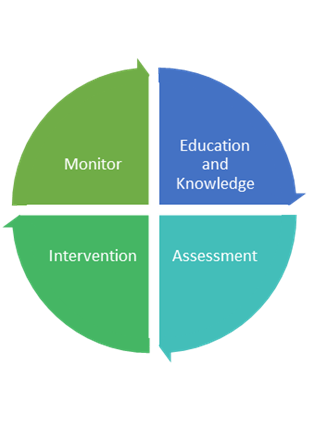 Monitor
Education
and
Knowledge
Intervention
Assessment